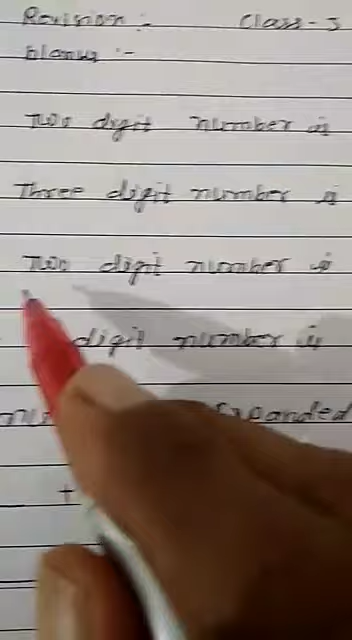 Revision :- Class-3
blanks :-
Two digit number is
Three digit number is
Two digit number is
digit number is
expanded
+